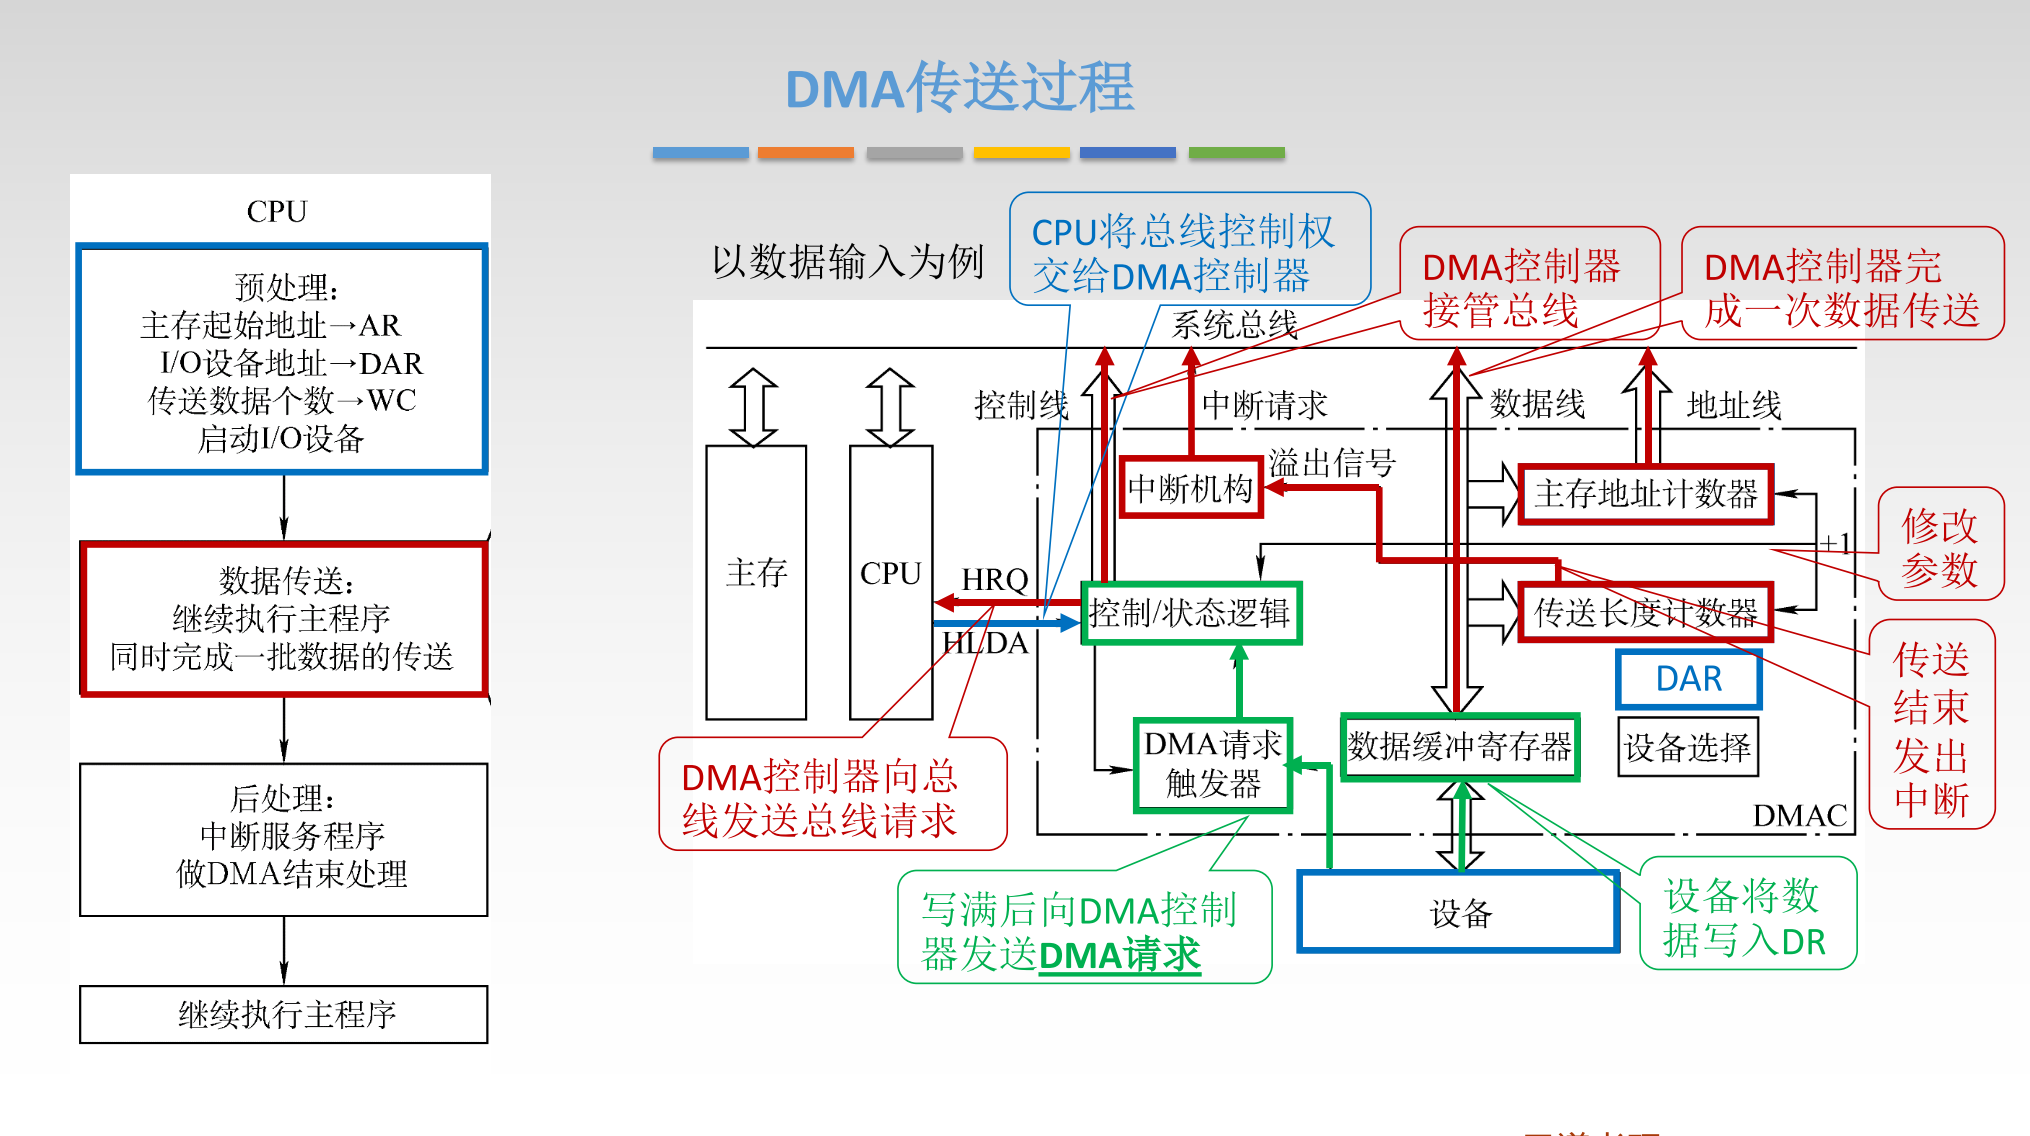 DMA传送过程
CPU
预处理：
主存起始地址→AR
I/O设备地址→DAR
传送数据个数→WC
启动I/O设备
数据传送：
继续执行主程序
同时完成一批数据的传送
后处理：
中断服务程序
做DMA结束处理
继续执行主程序
以数据输入为例
CPU将总线控制权
交给DMA控制器
DMA控制器
接管总线
DMA控制器完
成一次数据传送
系统总线
控制线
中断请求
数据线
地址线
主存
CPU
中断机构
溢出信号
主存地址计数器
+1
修改
参数
HRQ
HLDA
控制/状态逻辑
传送长度计数器
DAR
传送
结束
发出
中断
DMA请求
触发器
数据缓冲寄存器
设备选择
DMAC
DMA控制器向总
线发送总线请求
写满后向DMA控制
器发送DMA请求
设备
设备将数
据写入DR